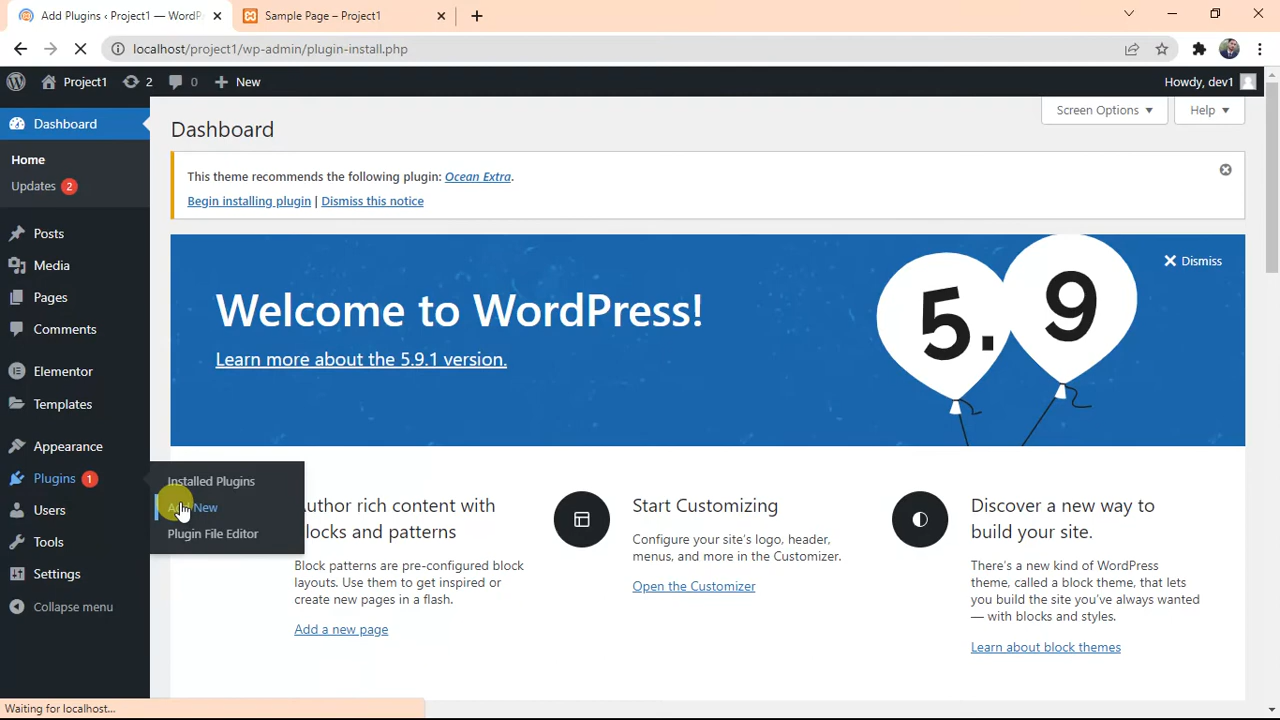 Add Plugins ‹ Project1 — WordP
Sample Page – Project1
localhost/project1/wp-admin/plugin-install.php
Project1
2
0
New
Howdy, dev1
Dashboard
Home
Updates 2
Posts
Media
Pages
Comments
Elementor
Templates
Appearance
Plugins 1
Users
Tools
Settings
Collapse menu
Installed Plugins
Add New
Plugin File Editor
Screen Options
Help
Dashboard
This theme recommends the following plugin: Ocean Extra.
Begin installing plugin | Dismiss this notice
Dismiss
Welcome to WordPress!
Learn more about the 5.9.1 version.
5.9
Author rich content with
blocks and patterns
Block patterns are pre-configured block
layouts. Use them to get inspired or
create new pages in a flash.
Add a new page
Start Customizing
Configure your site's logo, header,
menus, and more in the Customizer.
Open the Customizer
Discover a new way to
build your site.
There's a new kind of WordPress
theme, called a block theme, that lets
you build the site you've always wanted
— with blocks and styles.
Learn about block themes
Waiting for localhost...